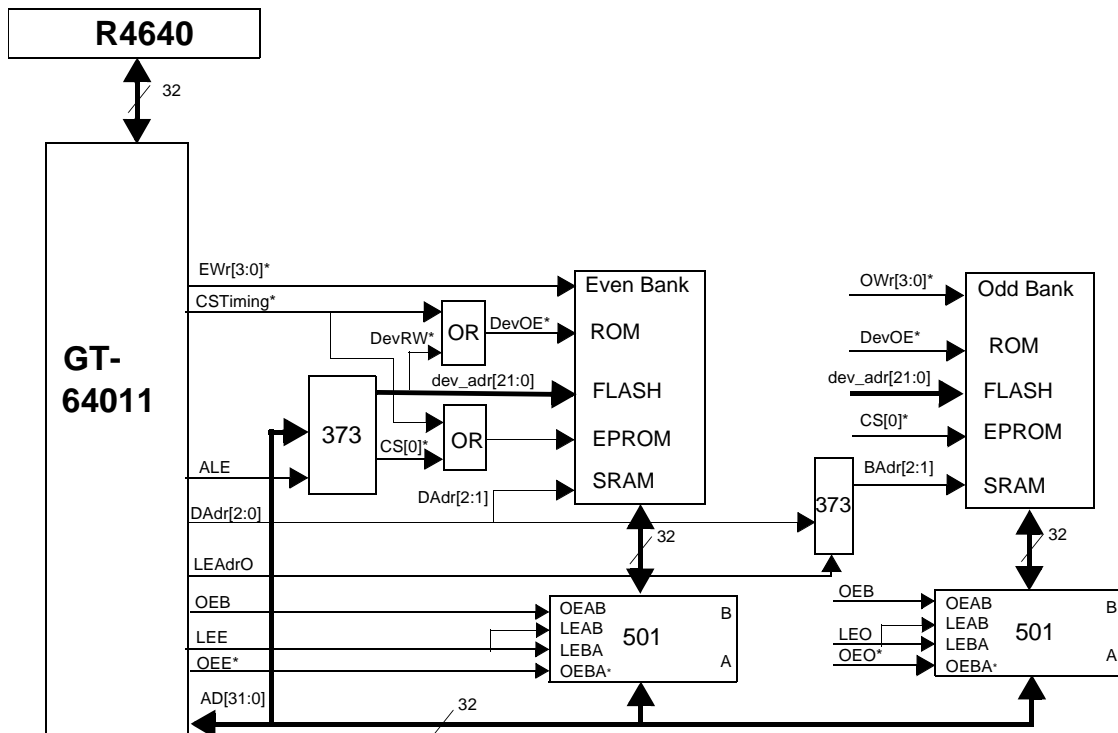 R4640
32
GT-
64011
EWr[3:0]*
CSTiming*
DevRW*
OR
DevOE*
dev_adr[21:0]
373
CS[0]*
OR
ALE
DAdr[2:0]
DAdr[2:1]
LEAdrO
OEB
LEE
OEE*
AD[31:0]
32
Even Bank
ROM
FLASH
EPROM
SRAM
32
OEAB
LEAB
LEBA
OEBA*
501
B
A
373
OWr[3:0]*
DevOE*
dev_adr[21:0]
CS[0]*
BAdr[2:1]
Odd Bank
ROM
FLASH
EPROM
SRAM
32
OEB
LEO
OEO*
OEAB
LEAB
LEBA
OEBA*
501
B
A